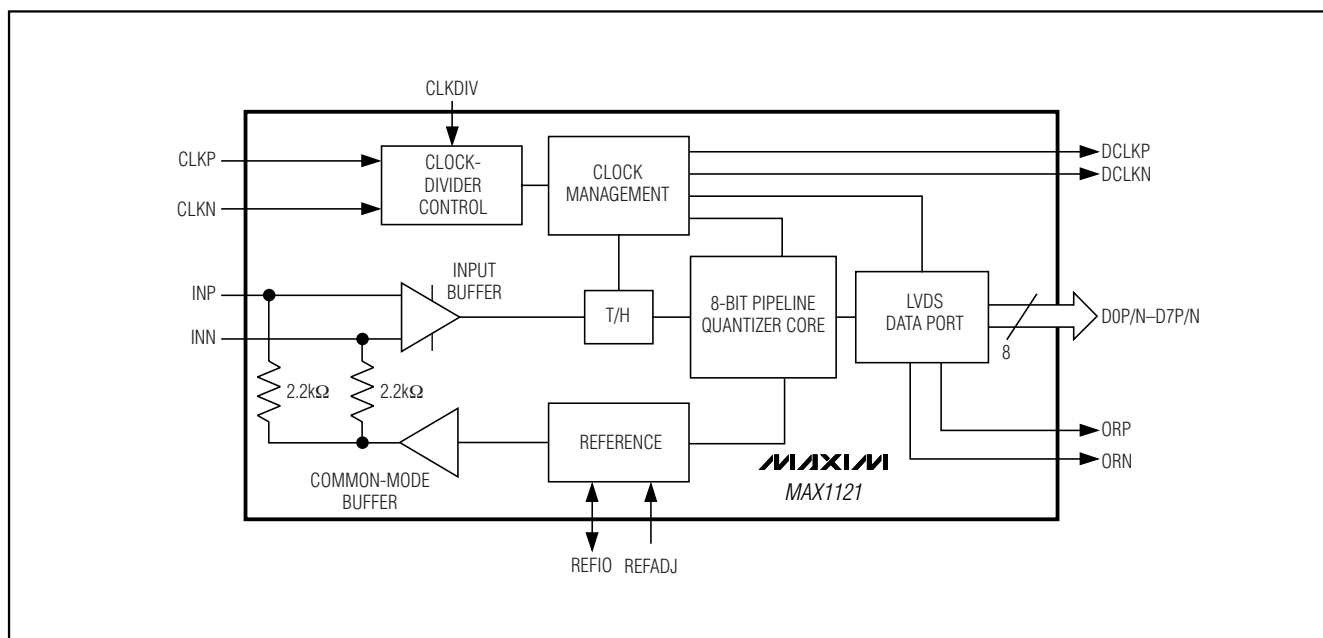 CLKDIV
CLKP
CLKN
CLOCK-
DIVIDER
CONTROL
CLOCK
MANAGEMENT
DCLKP
DCLKN
INP
INN
INPUT
BUFFER
T/H
8-BIT PIPELINE
QUANTIZER CORE
LVDS
DATA PORT
8
D0P/N–D7P/N
2.2kΩ
2.2kΩ
COMMON-MODE
BUFFER
REFERENCE
ORP
ORN
MAXIM
MAX1121
REFIO
REFADJ